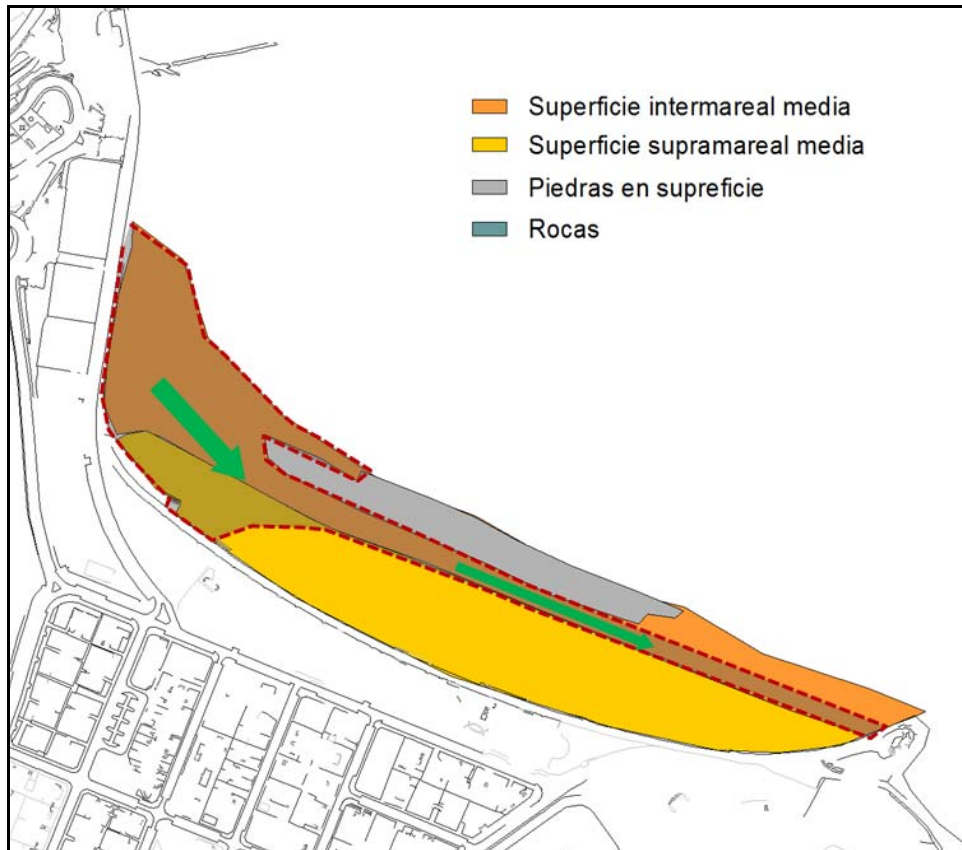 Superficie intermareal media
Superficie supramareal media
Piedras en supreficie
Rocas